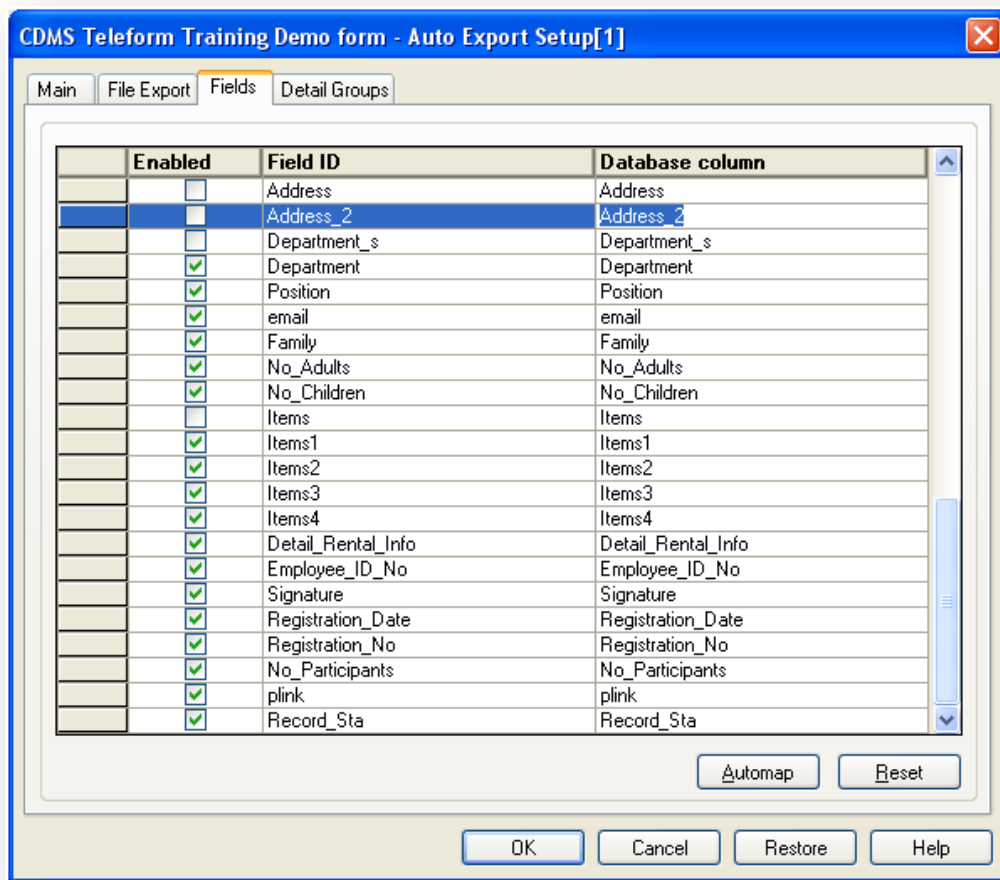 CDMS Teleform Training Demo form - Auto Export Setup[1]
Main File Export Fields Detail Groups
Enabled Field ID Database column
Address Address
Address_2 Address_2
Department_s Department_s
Department Department
Position Position
email email
Family Family
No_Adults No_Adults
No_Children No_Children
Items Items
Items1 Items1
Items2 Items2
Items3 Items3
Items4 Items4
Detail_Rental_Info Detail_Rental_Info
Employee_ID_No Employee_ID_No
Signature Signature
Registration_Date Registration_Date
Registration_No Registration_No
No_Participants No_Participants
plink plink
Record_Sta Record_Sta
Automap Reset
OK Cancel Restore Help